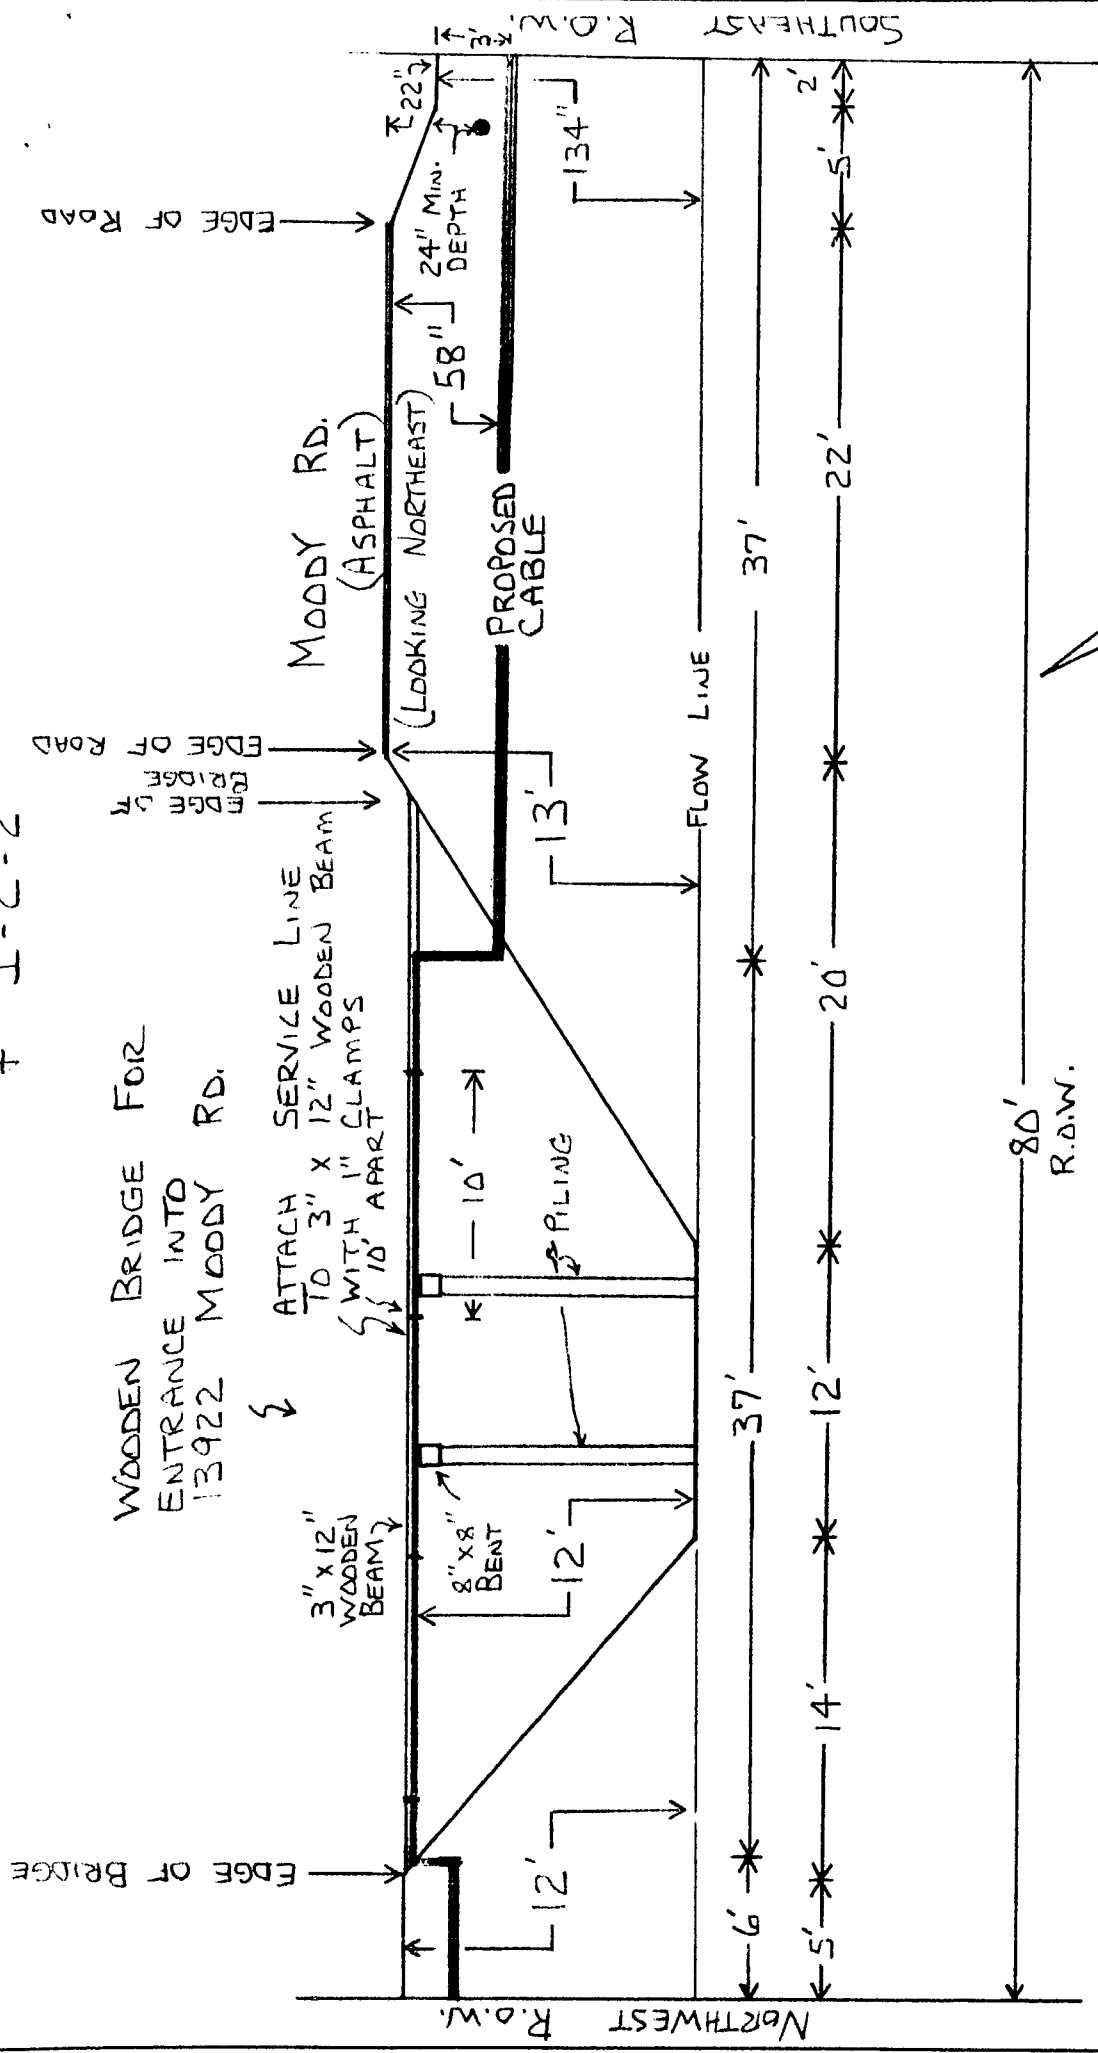 WOODEN BRIDGE FOR
ENTRANCE INTO
13922 MOODY RD.
ATTACH SERVICE LINE
TO 3" X 12" WOODEN BEAM
WITH 1" CLAMPS
10' APART
MOODY RD.
(ASPHALT)
(LOOKING NORTHEAST)
EDGE OF BRIDGE
EDGE OF
BRIDGE
EDGE OF ROAD
EDGE OF ROAD
3" X 12"
WOODEN
BEAM
8" X 8"
BENT
PILING
10'
12'
12'
13'
PROPOSED
CABLE
58"
24" MIN.
DEPTH
22"
3'
134"
FLOW LINE
6'
37'
37'
5'
14'
12'
20'
22'
5'
2'
80'
R.O.W.
NORTHWEST R.O.W.
SOUTHEAST R.O.W.